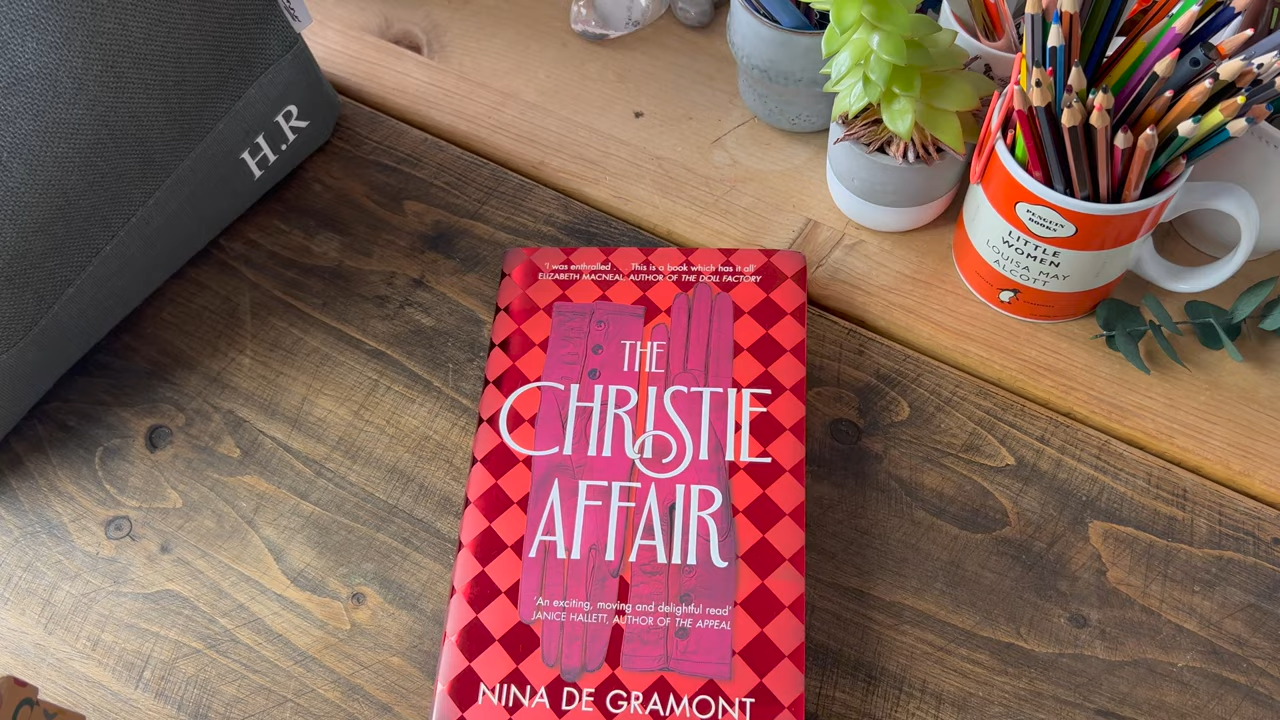 H.R
'I was enthralled . . . This is a book which has it all'
ELIZABETH MACNEAL, AUTHOR OF THE DOLL FACTORY
THE
CHRISTIE
AFFAIR
'An exciting, moving and delightful read'
JANICE HALLETT, AUTHOR OF THE APPEAL
NINA DE GRAMONT
PENGUIN
BOOKS
LITTLE
WOMEN
LOUISA MAY
ALCOTT